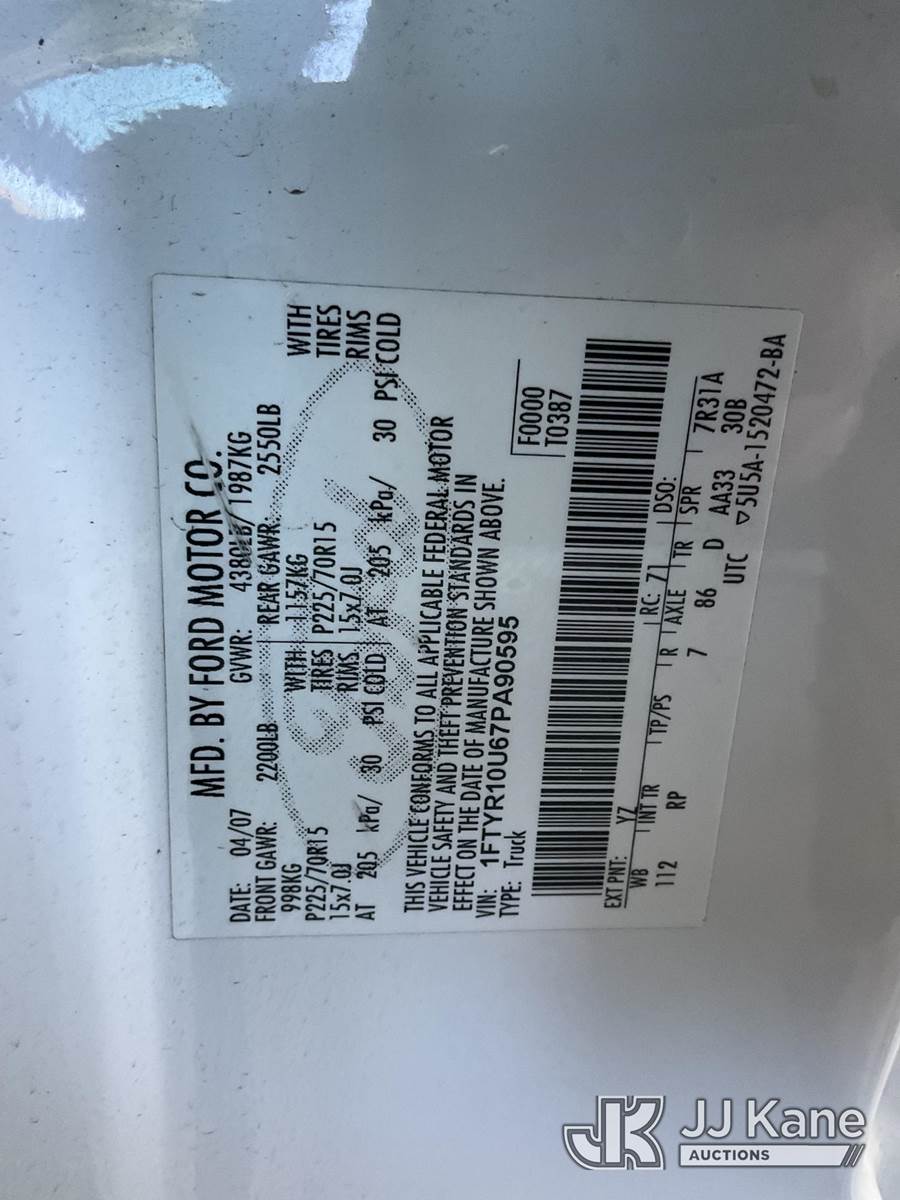 MFD. BY FORD MOTOR CO.
DATE: 04/07 GVWR: 4380LB/ 1987KG
FRONT GAWR: 2200LB REAR GAWR: 2550LB
998KG WITH 1157KG WITH
P225/70R15 TIRES P225/70R15 TIRES
15x7.0J RIMS 15x7.0J RIMS
AT 205 kPa/ 30 PSI COLD AT 205 kPa/ 30 PSI COLD
THIS VEHICLE CONFORMS TO ALL APPLICABLE FEDERAL MOTOR
VEHICLE SAFETY AND THEFT PREVENTION STANDARDS IN
EFFECT ON THE DATE OF MANUFACTURE SHOWN ABOVE.
VIN: 1FTYR10U67PA90595
TYPE: Truck
F0000
T0387
EXT PNT: YZ RC: 71 DSO:
WB INT TR TP/PS R AXLE TR SPR 7R31A
112 RP 7 86 D AA33 30B
UTC ▽5U5A-1520472-BA
JJ Kane
AUCTIONS